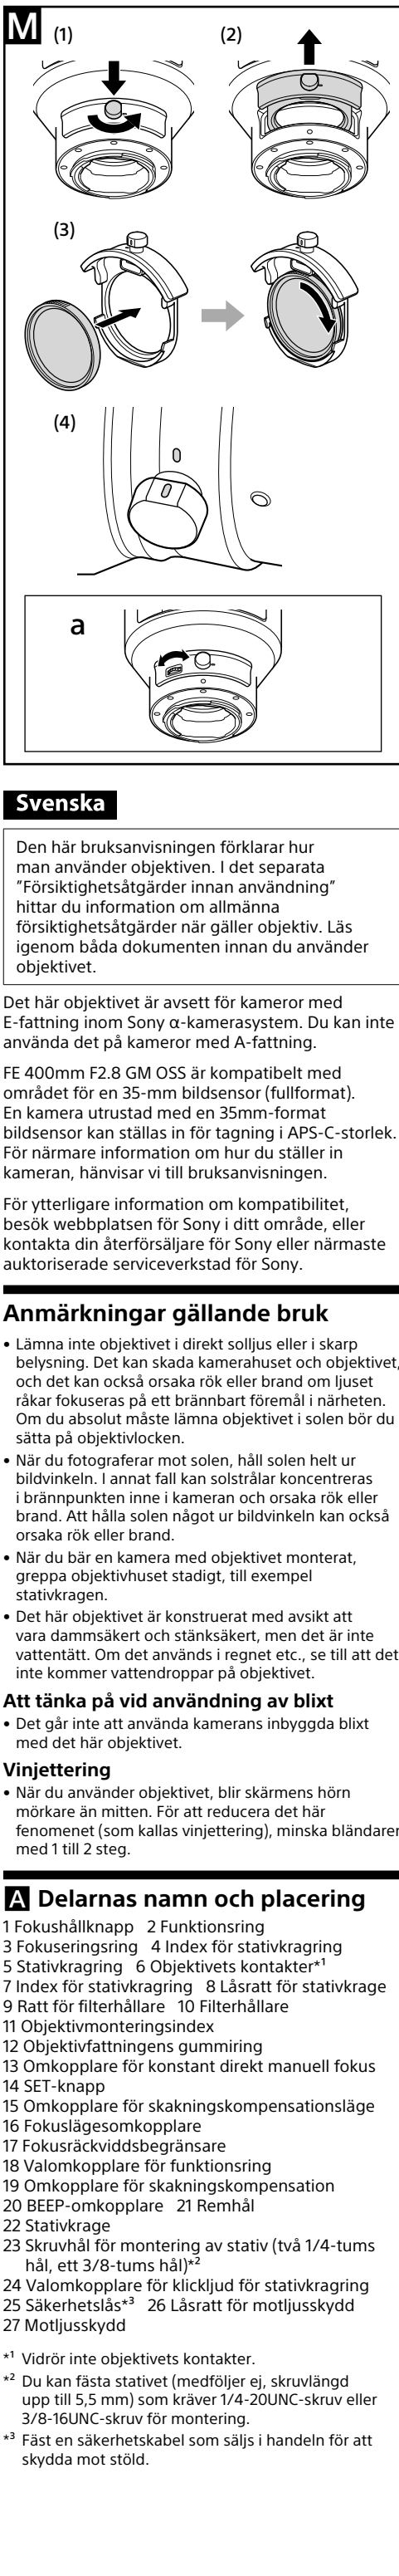 M
(1)
(2)
(3)
(4)
a
Svenska
Den här bruksanvisningen förklarar hur
man använder objektiven. I det separata
”Försiktighetsåtgärder innan användning”
hittar du information om allmänna
försiktighetsåtgärder när gäller objektiv. Läs
igenom båda dokumenten innan du använder
objektivet.
Det här objektivet är avsett för kameror med
E-fattning inom Sony α-kamerasystem. Du kan inte
använda det på kameror med A-fattning.
FE 400mm F2.8 GM OSS är kompatibelt med
området för en 35-mm bildsensor (fullformat).
En kamera utrustad med en 35mm-format
bildsensor kan ställas in för tagning i APS-C-storlek.
För närmare information om hur du ställer in
kameran, hänvisar vi till bruksanvisningen.
För ytterligare information om kompatibilitet,
besök webbplatsen för Sony i ditt område, eller
kontakta din återförsäljare för Sony eller närmaste
auktoriserade serviceverkstad för Sony.
Anmärkningar gällande bruk
• Lämna inte objektivet i direkt solljus eller i skarp
belysning. Det kan skada kamerahuset och objektivet,
och det kan också orsaka rök eller brand om ljuset
råkar fokuseras på ett brännbart föremål i närheten.
Om du absolut måste lämna objektivet i solen bör du
sätta på objektivlocken.
• När du fotograferar mot solen, håll solen helt ur
bildvinkeln. I annat fall kan solstrålar koncentreras
i brännpunkten inne i kameran och orsaka rök eller
brand. Att hålla solen något ur bildvinkeln kan också
orsaka rök eller brand.
• När du bär en kamera med objektivet monterat,
greppa objektivhuset stadigt, till exempel
stativkragen.
• Det här objektivet är konstruerat med avsikt att
vara dammsäkert och stänksäkert, men det är inte
vattentätt. Om det används i regnet etc., se till att det
inte kommer vattendroppar på objektivet.
Att tänka på vid användning av blixt
• Det går inte att använda kamerans inbyggda blixt
med det här objektivet.
Vinjettering
• När du använder objektivet, blir skärmens hörn
mörkare än mitten. För att reducera det här
fenomenet (som kallas vinjettering), minska bländaren
med 1 till 2 steg.
A Delarnas namn och placering
1 Fokushållknapp 2 Funktionsring
3 Fokuseringsring 4 Index för stativkragring
5 Stativkragring 6 Objektivets kontakter*¹
7 Index för stativkragring 8 Låsratt för stativkrage
9 Ratt för filterhållare 10 Filterhållare
11 Objektivmonteringsindex
12 Objektivfattningens gummiring
13 Omkopplare för konstant direkt manuell fokus
14 SET-knapp
15 Omkopplare för skakningskompensationsläge
16 Fokuslägesomkopplare
17 Fokusräckviddsbegränsare
18 Valomkopplare för funktionsring
19 Omkopplare för skakningskompensation
20 BEEP-omkopplare 21 Remhål
22 Stativkrage
23 Skruvhål för montering av stativ (två 1/4-tums
hål, ett 3/8-tums hål)*²
24 Valomkopplare för klickljud för stativkragring
25 Säkerhetslås*³ 26 Låsratt för motljusskydd
27 Motljusskydd
*¹ Vidrör inte objektivets kontakter.
*² Du kan fästa stativet (medföljer ej, skruvlängd
upp till 5,5 mm) som kräver 1/4-20UNC-skruv eller
3/8-16UNC-skruv för montering.
*³ Fäst en säkerhetskabel som säljs i handeln för att
skydda mot stöld.